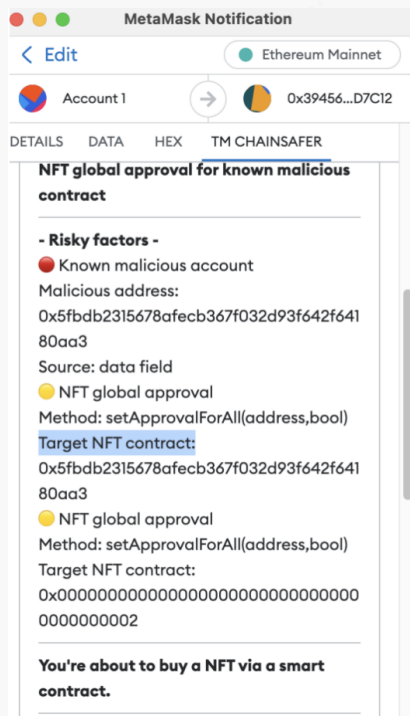 MetaMask Notification
Edit
Ethereum Mainnet
Account 1
0x39456...D7C12
DETAILS DATA HEX TM CHAINSAFER
NFT global approval for known malicious
contract
- Risky factors -
Known malicious account
Malicious address:
0x5fbdb2315678afecb367f032d93f642f641
80aa3
Source: data field
NFT global approval
Method: setApprovalForAll(address,bool)
Target NFT contract:
0x5fbdb2315678afecb367f032d93f642f641
80aa3
NFT global approval
Method: setApprovalForAll(address,bool)
Target NFT contract:
0x000000000000000000000000000000
0000000002
You're about to buy a NFT via a smart
contract.